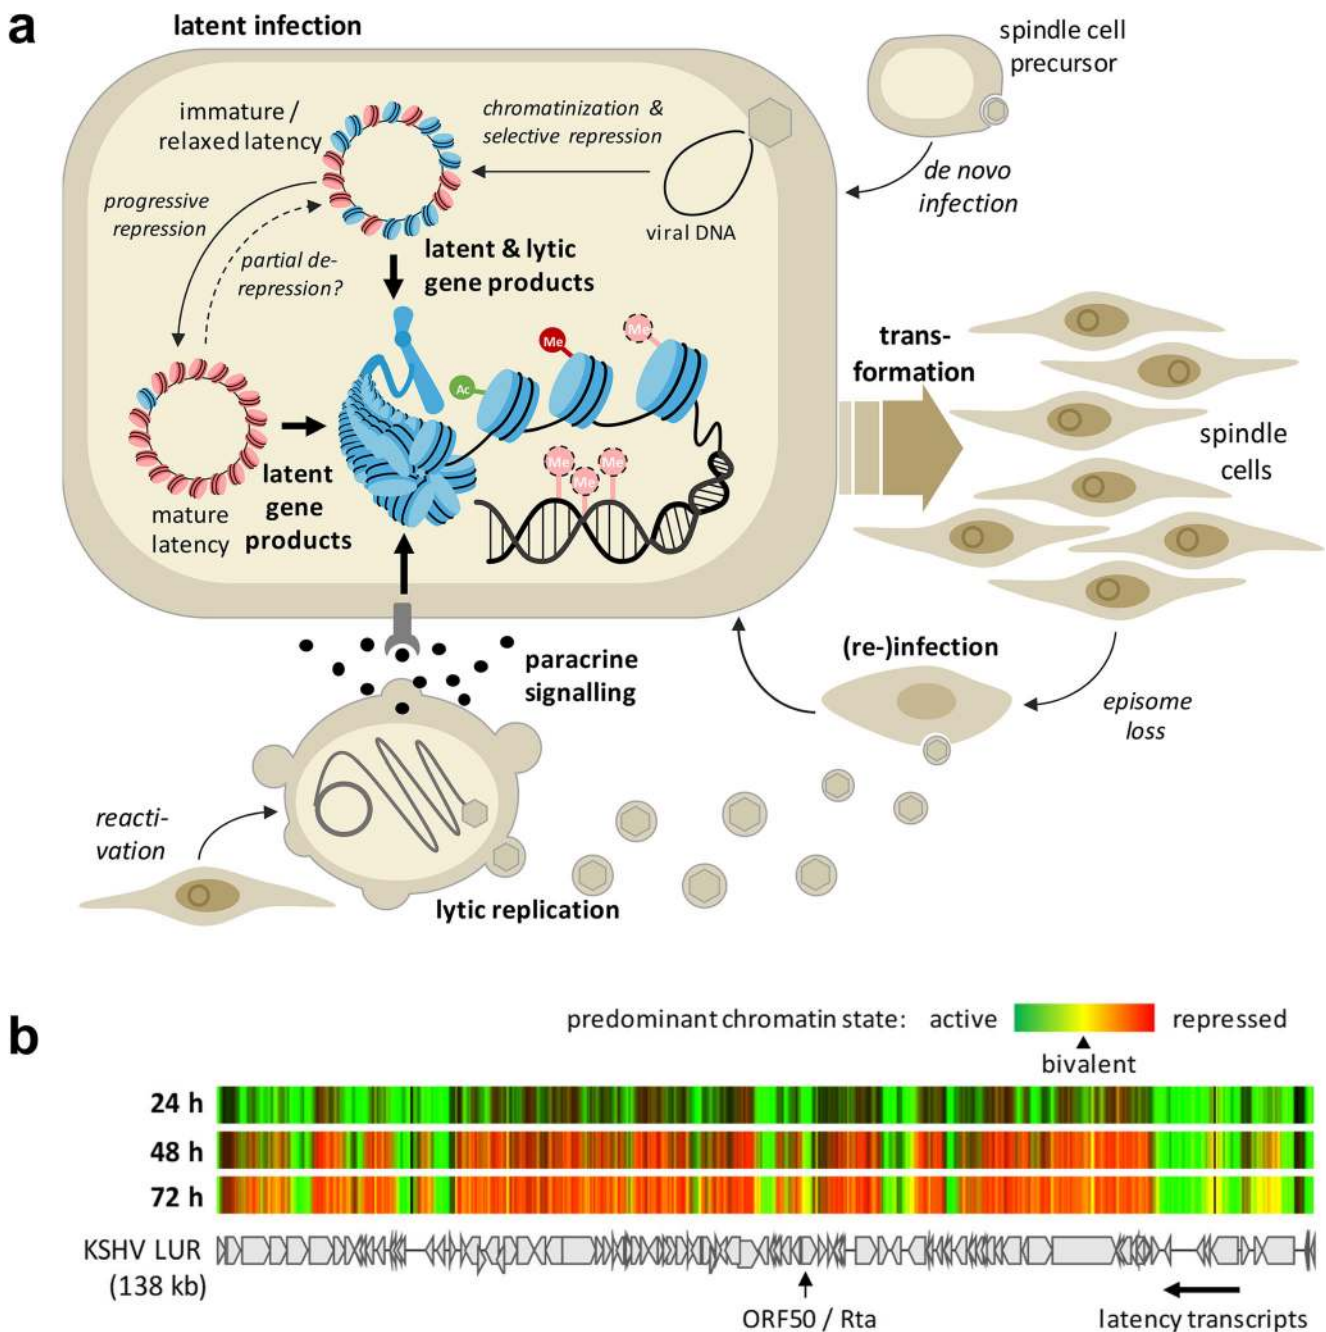 a
latent infection
spindle cell
precursor
immature /
relaxed latency
chromatinization &
selective repression
de novo
infection
progressive
repression
viral DNA
partial de-
repression?
latent & lytic
gene products
Me
Me
Ac
trans-
formation
spindle
cells
Me
Me
Me
latent
gene
products
mature
latency
(re-)infection
paracrine
signalling
episome
loss
reacti-
vation
lytic replication
b
predominant chromatin state: active repressed
bivalent
24 h
48 h
72 h
KSHV LUR
(138 kb)
ORF50 / Rta
latency transcripts